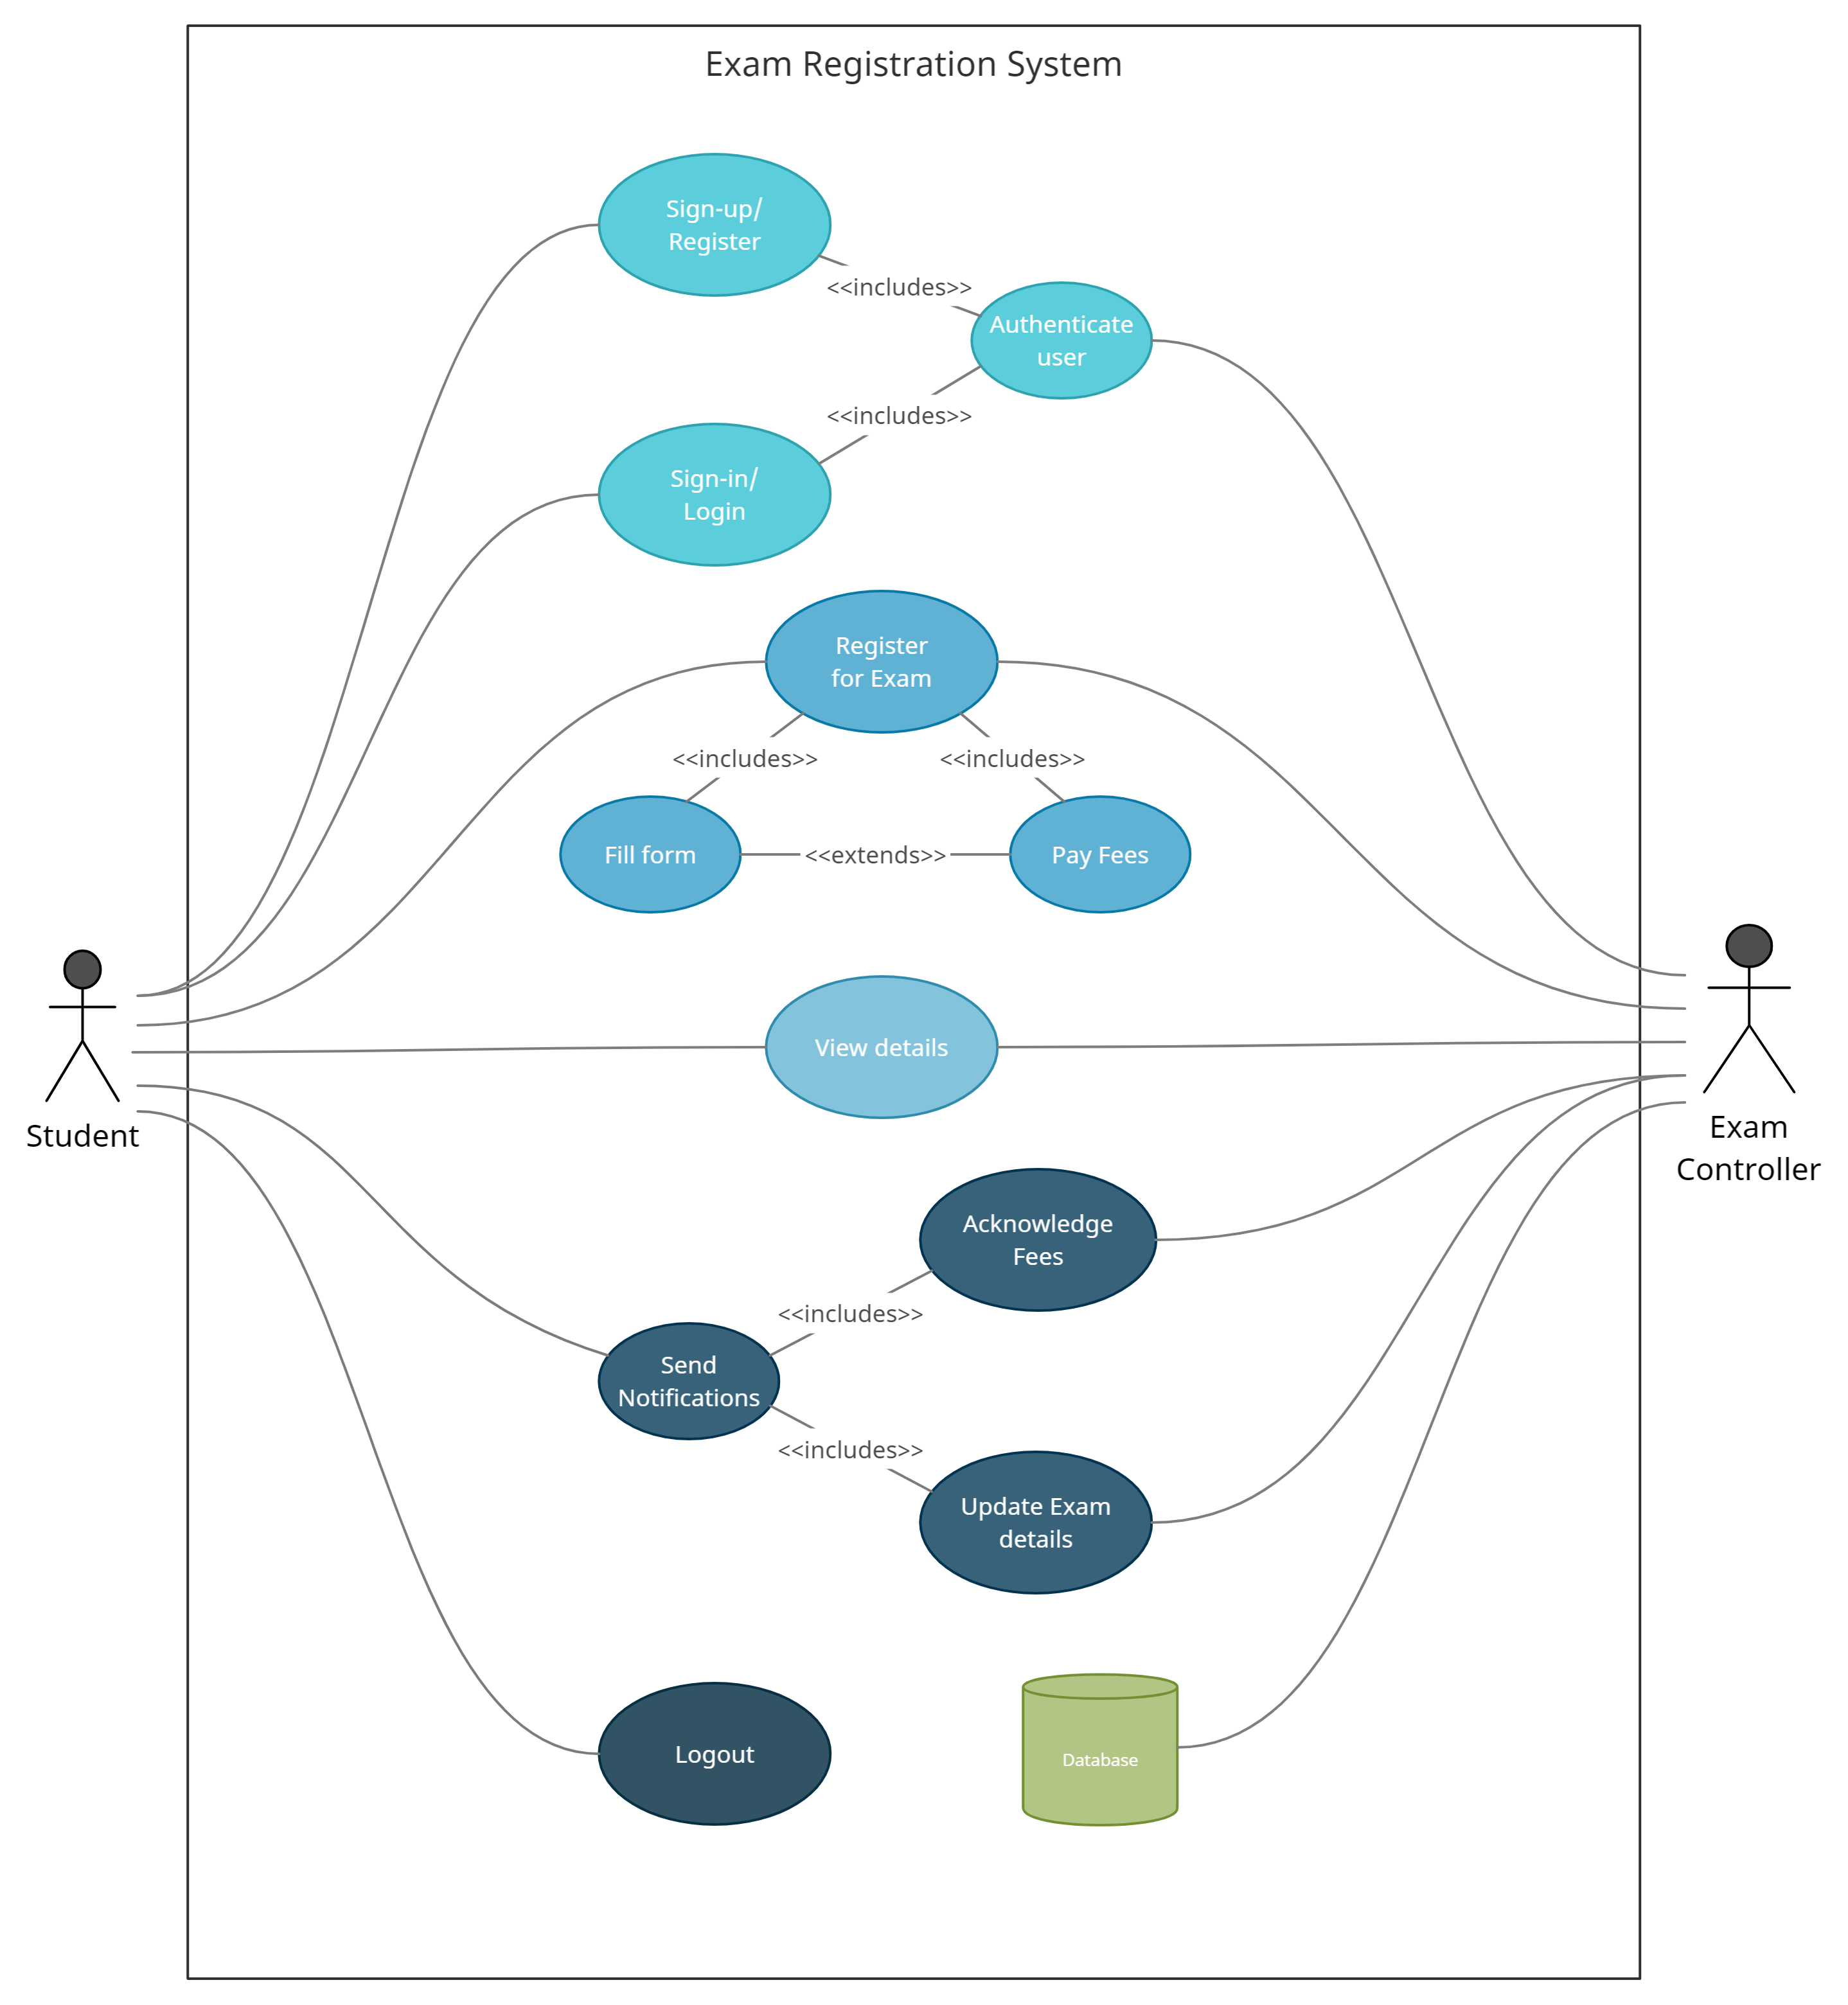 Exam Registration System
Sign-up/
Register
<<includes>>
Authenticate
user
<<includes>>
Sign-in/
Login
Register
for Exam
<<includes>>
<<includes>>
Fill form
<<extends>>
Pay Fees
View details
Student
Exam
Controller
Acknowledge
Fees
<<includes>>
Send
Notifications
<<includes>>
Update Exam
details
Logout
Database